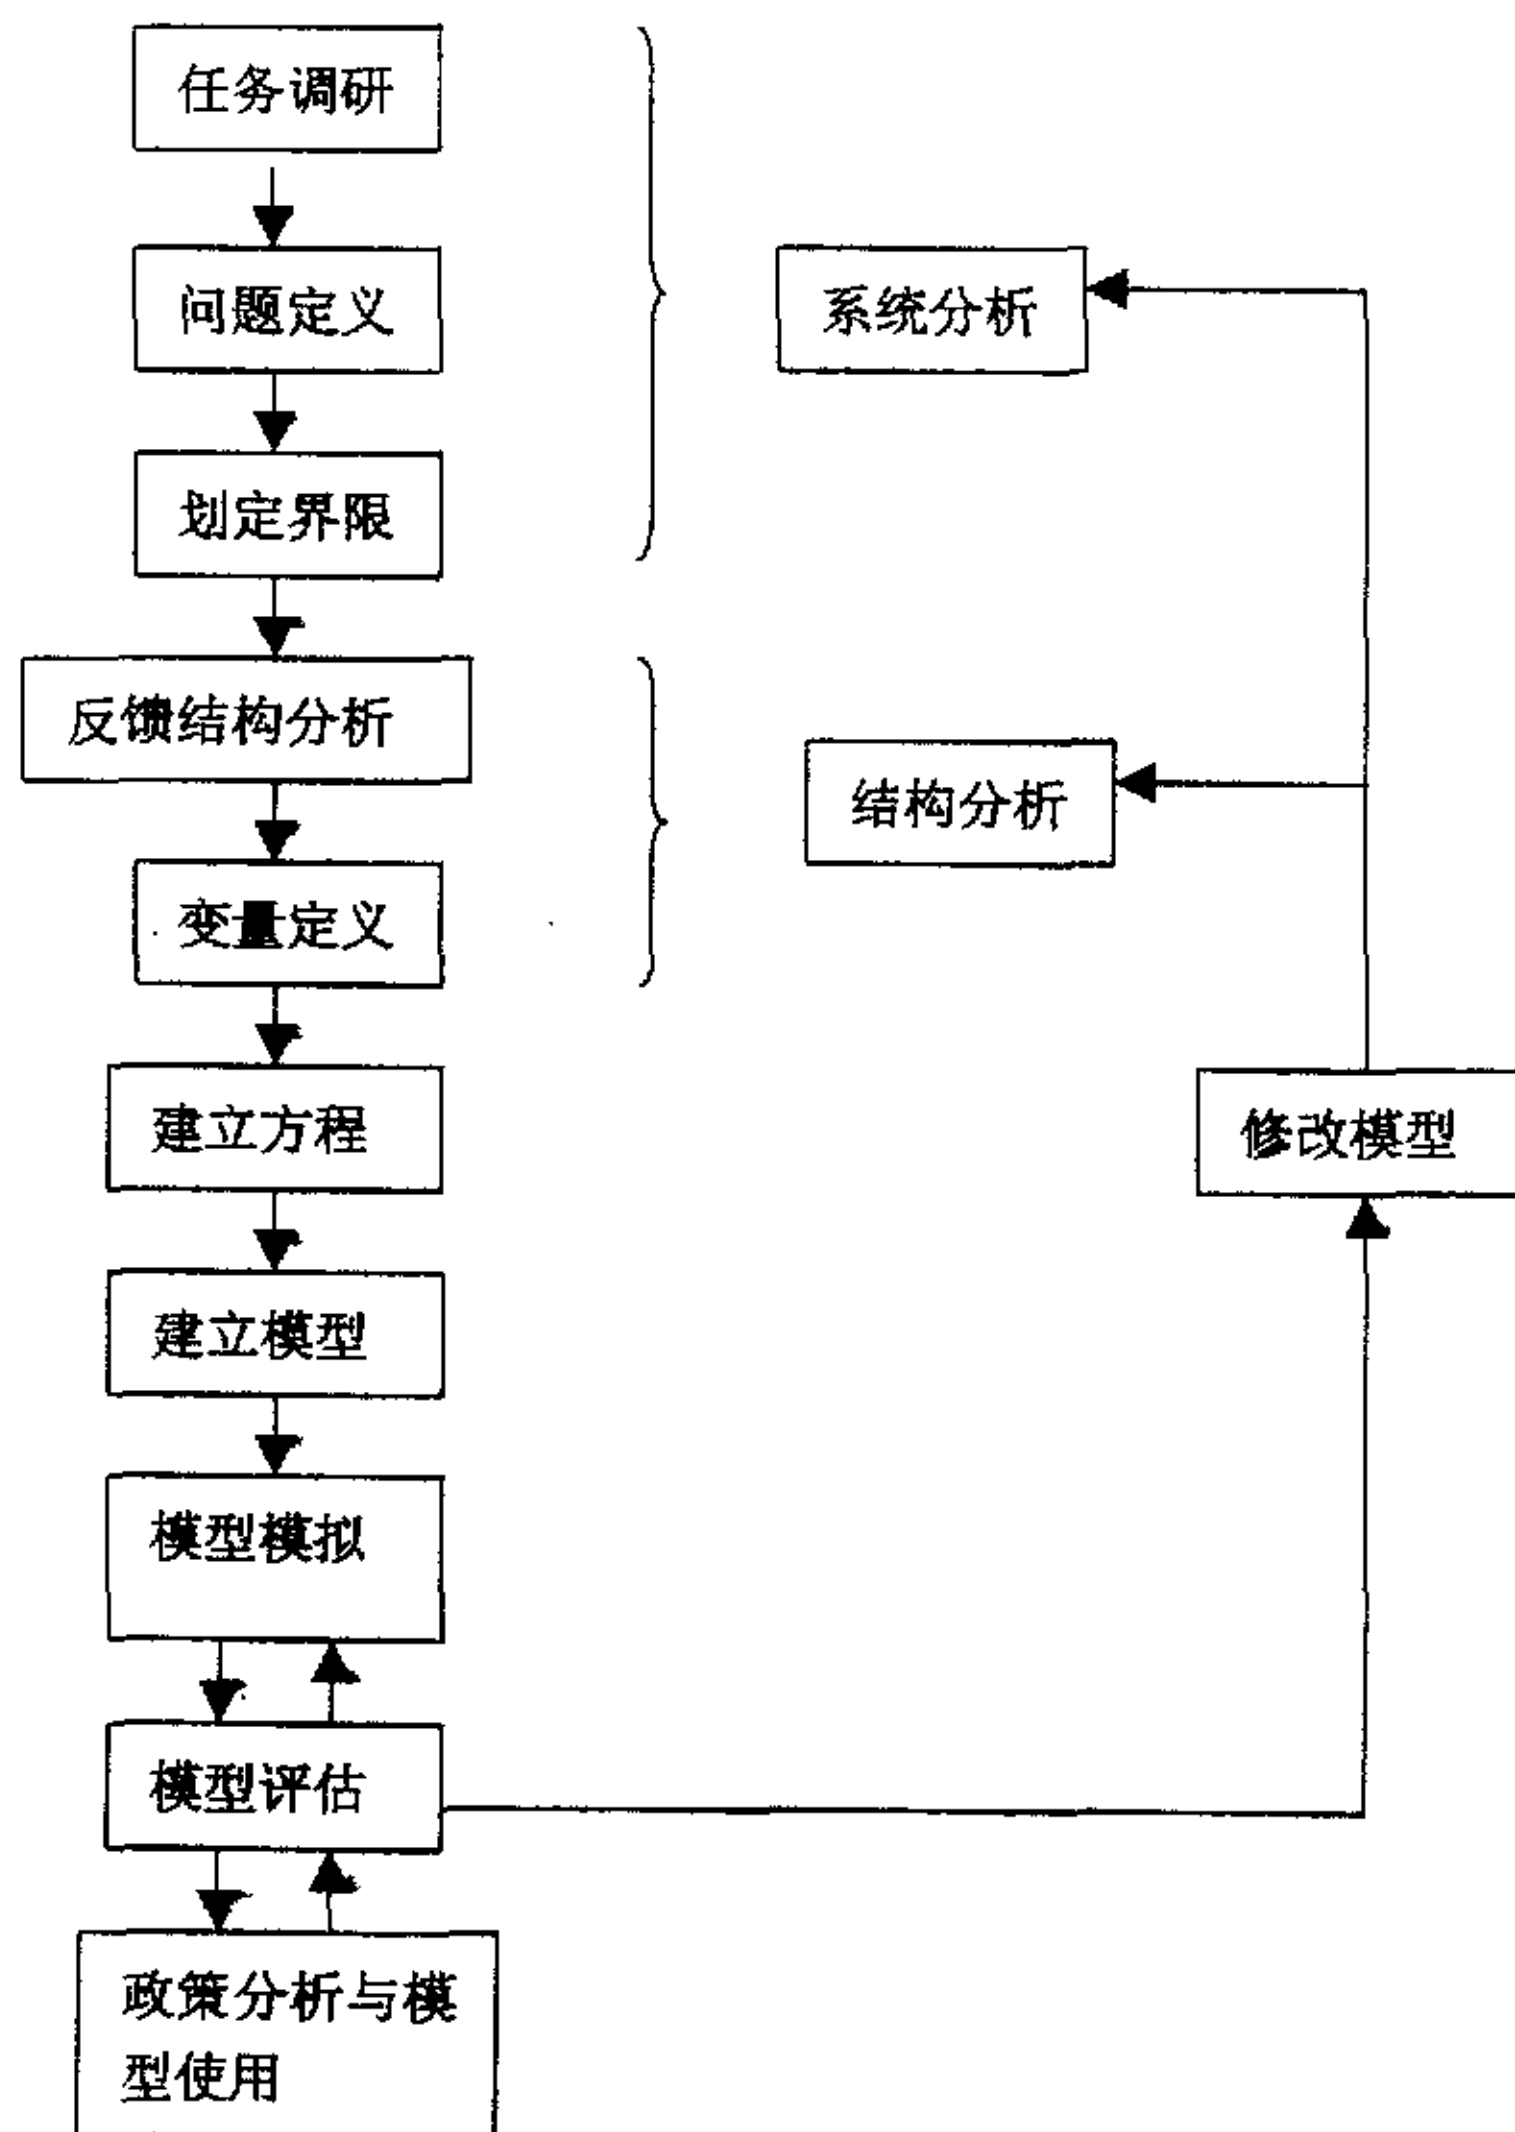 任务调研
问题定义
系统分析
划定界限
反馈结构分析
结构分析
变量定义
建立方程
修改模型
建立模型
模型模拟
模型评估
政策分析与模
型使用